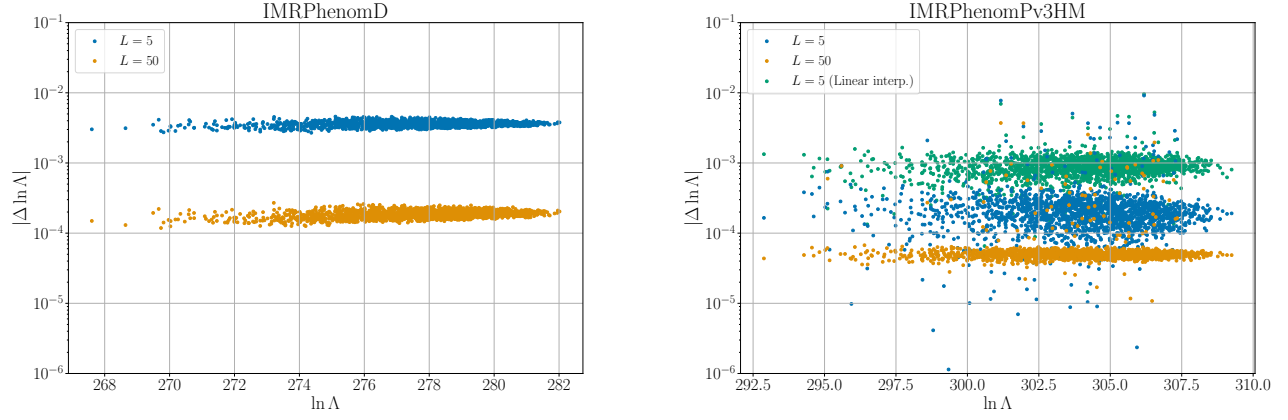 IMRPhenomD
10⁻¹
10⁻²
10⁻³
10⁻⁴
10⁻⁵
10⁻⁶
|Δ ln Λ|
L = 5
L = 50
268 270 272 274 276 278 280 282
ln Λ
IMRPhenomPv3HM
10⁻¹
10⁻²
10⁻³
10⁻⁴
10⁻⁵
10⁻⁶
|Δ ln Λ|
L = 5
L = 50
L = 5 (Linear interp.)
292.5 295.0 297.5 300.0 302.5 305.0 307.5 310.0
ln Λ